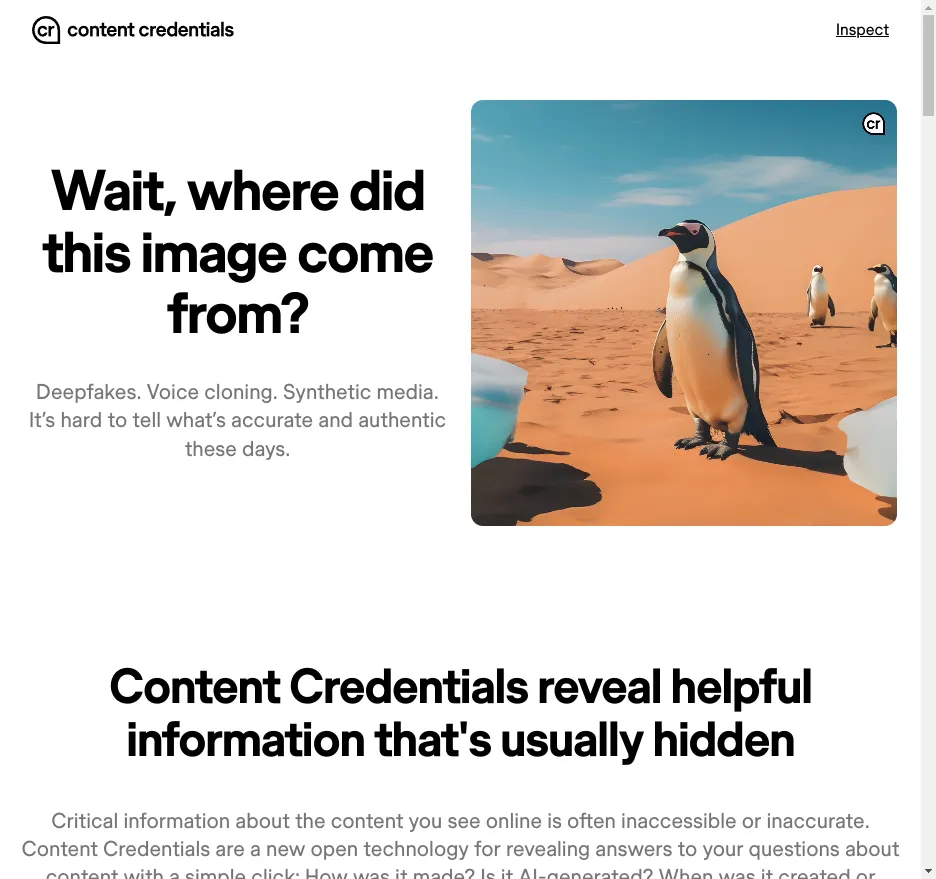 cr content credentials
Inspect
cr
Wait, where did
this image come
from?
Deepfakes. Voice cloning. Synthetic media.
It’s hard to tell what’s accurate and authentic
these days.
Content Credentials reveal helpful
information that's usually hidden
Critical information about the content you see online is often inaccessible or inaccurate.
Content Credentials are a new open technology for revealing answers to your questions about
content with a simple click: How was it made? Is it AI-generated? When was it created or